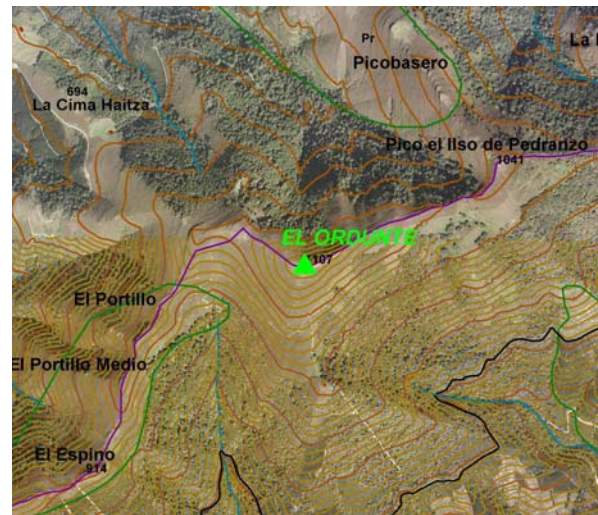 Pr
Picobasero
La
694
La Cima Haitza
Pico el Ilso de Pedranzo
1041
EL ORDUNTE
107
El Portillo
El Portillo Medio
El Espino
914